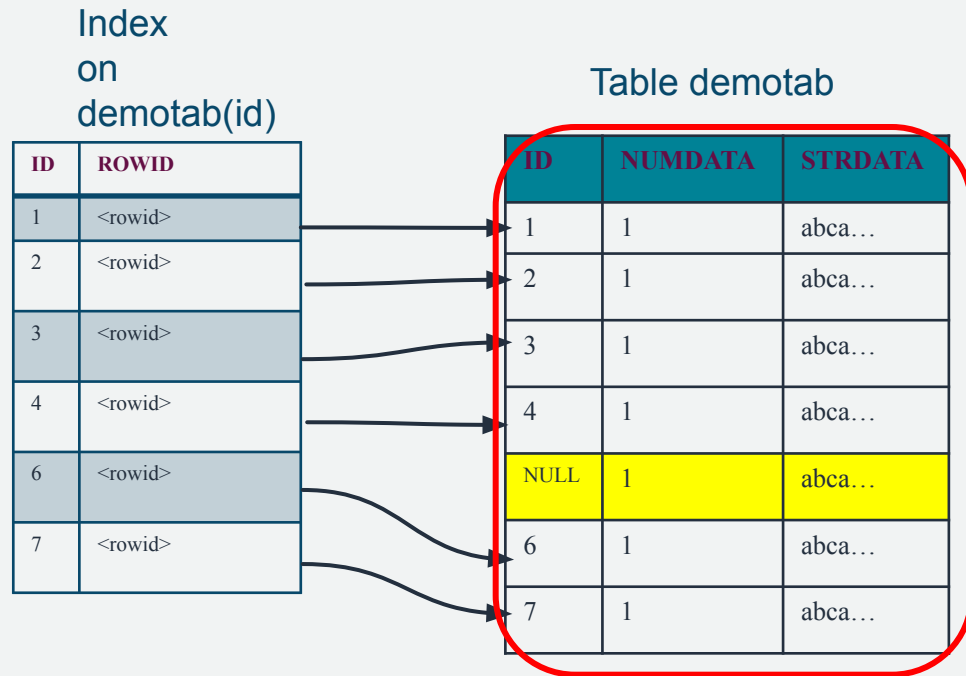 Index
on
demotab(id)
ID ROWID
1 <rowid>
2 <rowid>
3 <rowid>
4 <rowid>
6 <rowid>
7 <rowid>
Table demotab
ID NUMDATA STRDATA
1 1 abca…
2 1 abca…
3 1 abca…
4 1 abca…
NULL 1 abca…
6 1 abca…
7 1 abca…